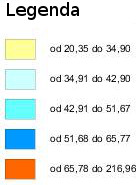 Legenda
od 20,35 do 34,90
od 34,91 do 42,90
od 42,91 do 51,67
od 51,68 do 65,77
od 65,78 do 216,96